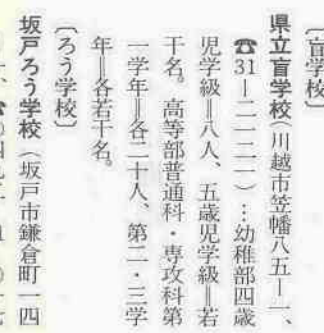 〔盲学校〕
県立盲学校（川越市笠幡八五―一、
☎31―二一二一）…幼稚部四歳
児学級＝八人、五歳児学級＝若
干名。高等部普通科・専攻科第
一学年＝各二十人、第二・三学
年＝各若干名。
〔ろう学校〕
坂戸ろう学校（坂戸市鎌倉町一四